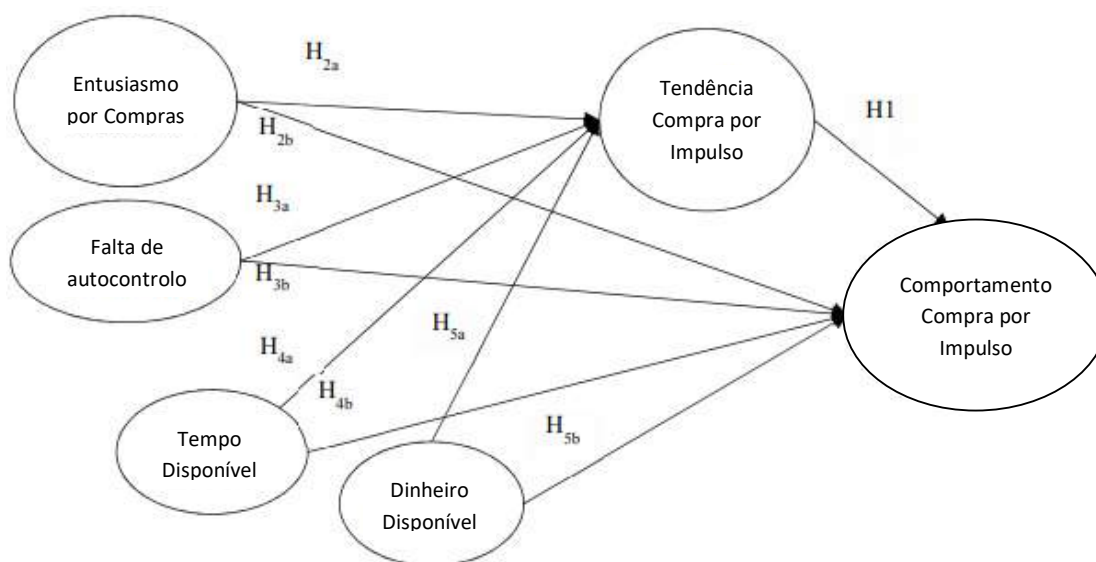 Entusiasmo
por Compras
H2a
H2b
Tendência
Compra por
Impulso
H1
Falta de
autocontrolo
H3a
H3b
Comportamento
Compra por
Impulso
H4a
H4b
H5a
H5b
Tempo
Disponível
Dinheiro
Disponível